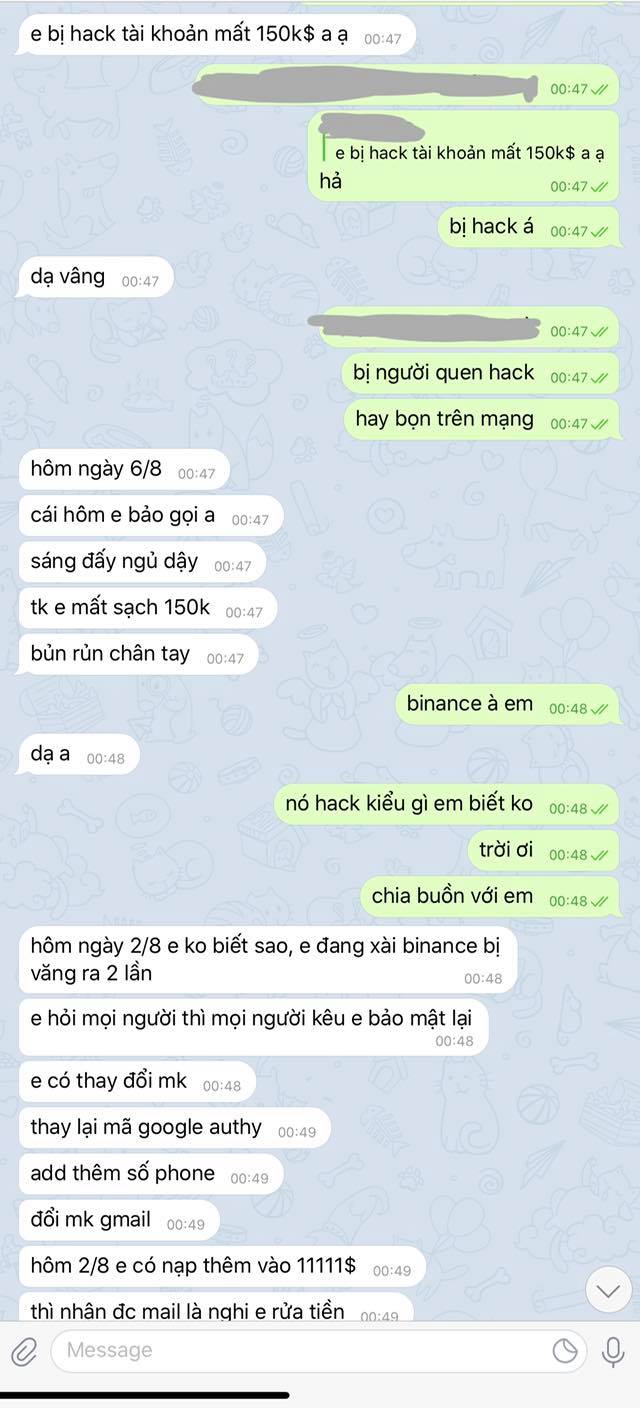 e bị hack tài khoản mất 150k$ a ạ 00:47
00:47
e bị hack tài khoản mất 150k$ a ạ
hả 00:47
bị hack á 00:47
dạ vâng 00:47
00:47
bị người quen hack 00:47
hay bọn trên mạng 00:47
hôm ngày 6/8 00:47
cái hôm e bảo gọi a 00:47
sáng đấy ngủ dậy 00:47
tk e mất sạch 150k 00:47
bủn rủn chân tay 00:47
binance à em 00:48
dạ a 00:48
nó hack kiểu gì em biết ko 00:48
trời ơi 00:48
chia buồn với em 00:48
hôm ngày 2/8 e ko biết sao, e đang xài binance bị
văng ra 2 lần 00:48
e hỏi mọi người thì mọi người kêu e bảo mật lại
00:48
e có thay đổi mk 00:48
thay lại mã google authy 00:49
add thêm số phone 00:49
đổi mk gmail 00:49
hôm 2/8 e có nạp thêm vào 11111$ 00:49
thì nhận đc mail là nghi e rửa tiền 00:49
Message